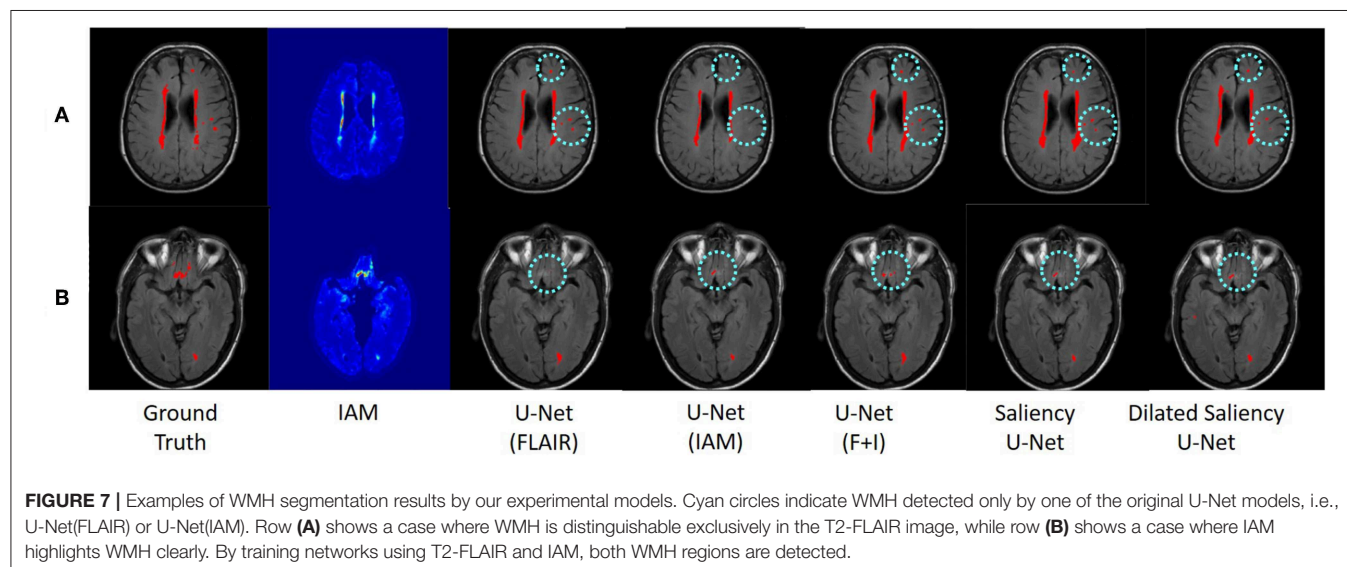 A
B
Ground Truth
IAM
U-Net (FLAIR)
U-Net (IAM)
U-Net (F+I)
Saliency U-Net
Dilated Saliency U-Net
FIGURE 7 | Examples of WMH segmentation results by our experimental models. Cyan circles indicate WMH detected only by one of the original U-Net models, i.e.,
U-Net(FLAIR) or U-Net(IAM). Row (A) shows a case where WMH is distinguishable exclusively in the T2-FLAIR image, while row (B) shows a case where IAM
highlights WMH clearly. By training networks using T2-FLAIR and IAM, both WMH regions are detected.